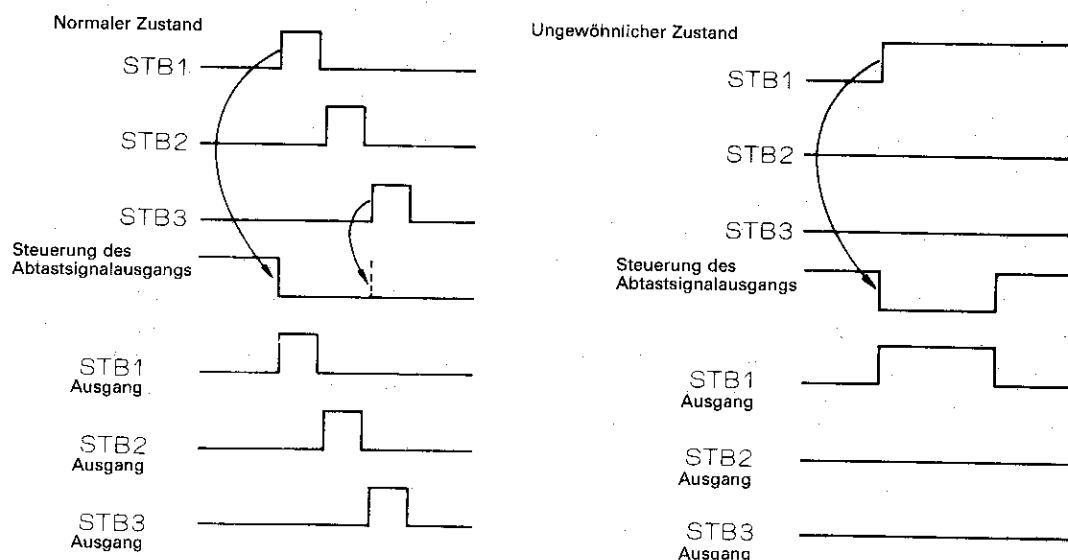 Normaler Zustand
STB1
STB2
STB3
Steuerung des
Abtastsignalausgangs
STB1
Ausgang
STB2
Ausgang
STB3
Ausgang
Ungewöhnlicher Zustand
STB1
STB2
STB3
Steuerung des
Abtastsignalausgangs
STB1
Ausgang
STB2
Ausgang
STB3
Ausgang